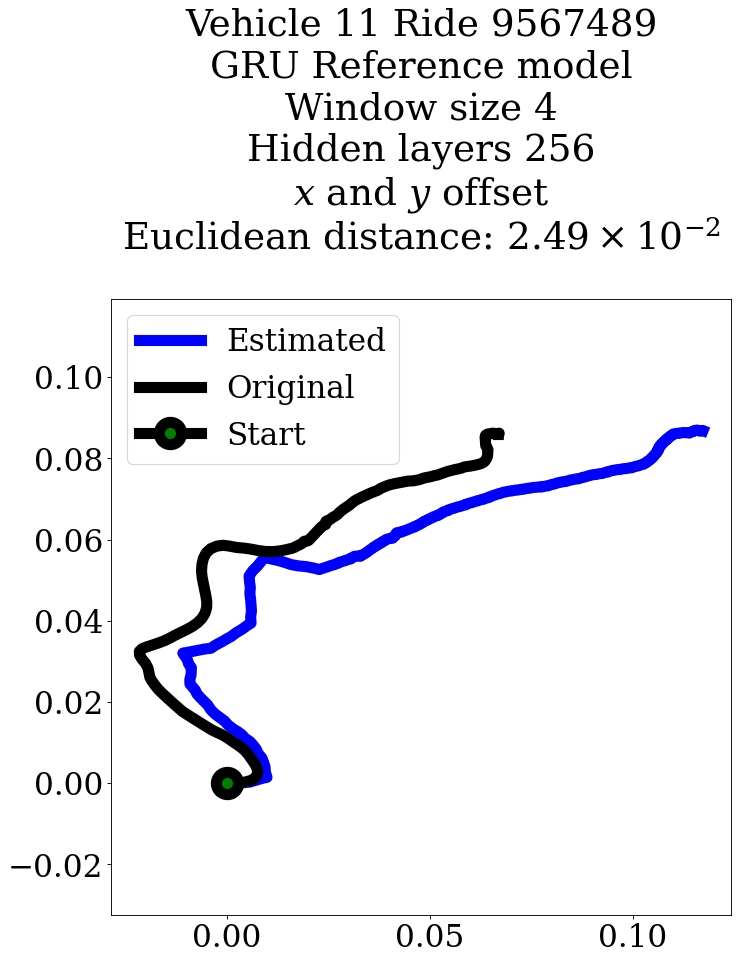 Vehicle 11 Ride 9567489
GRU Reference model
Window size 4
Hidden layers 256
x and y offset
Euclidean distance: 2.49 × 10⁻²
Estimated
Original
Start
0.10
0.08
0.06
0.04
0.02
0.00
−0.02
0.00 0.05 0.10